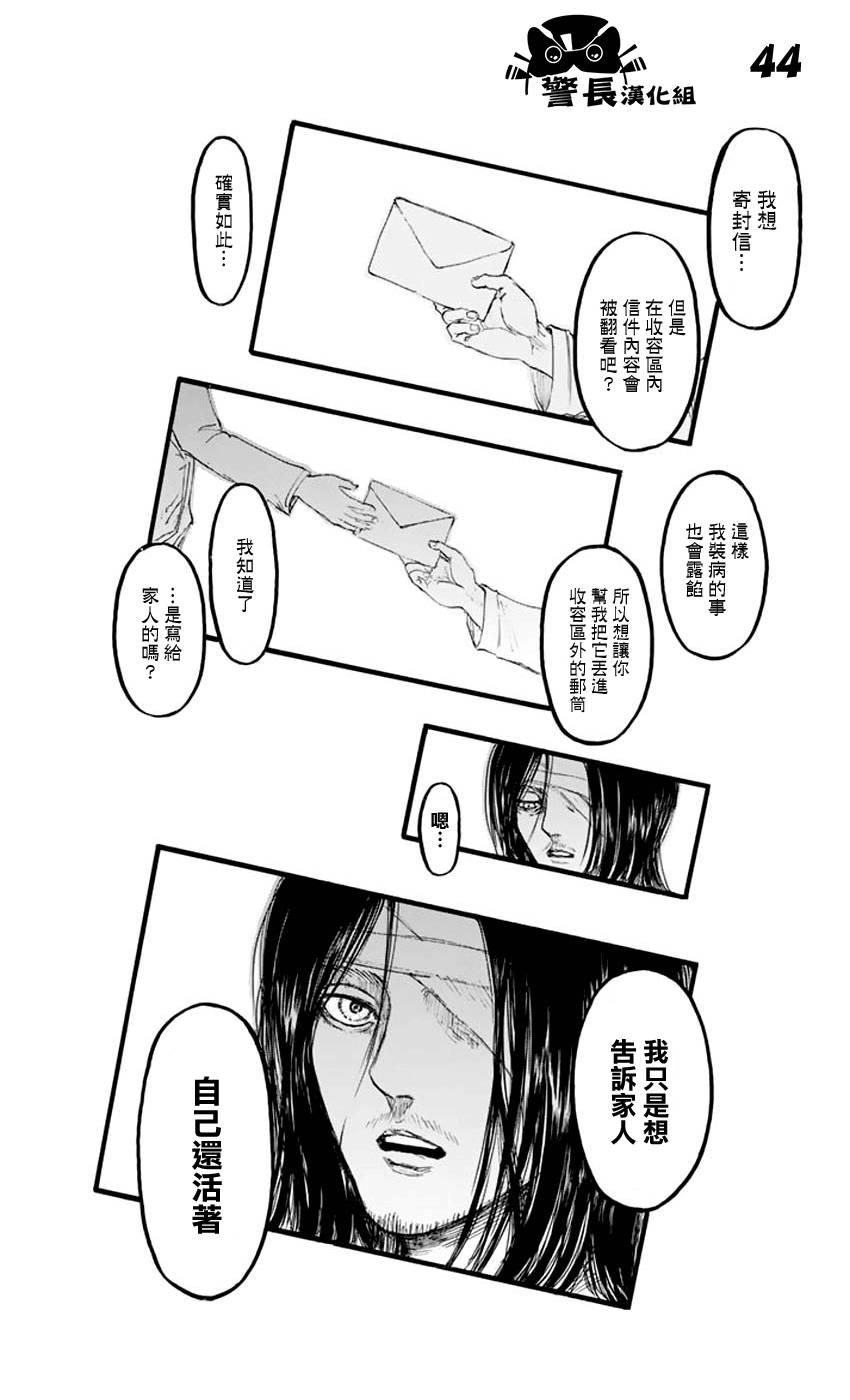 警長漢化組
44
我想
寄封信…
但是
在收容區內
信件內容會
被翻看吧？
確實如此…
這樣
我裝病的事
也會露餡
所以想讓你
幫我把它丟進
收容區外的郵筒
我知道了
…是寫給
家人的嗎？
嗯…
我只是想
告訴家人
自己還活著